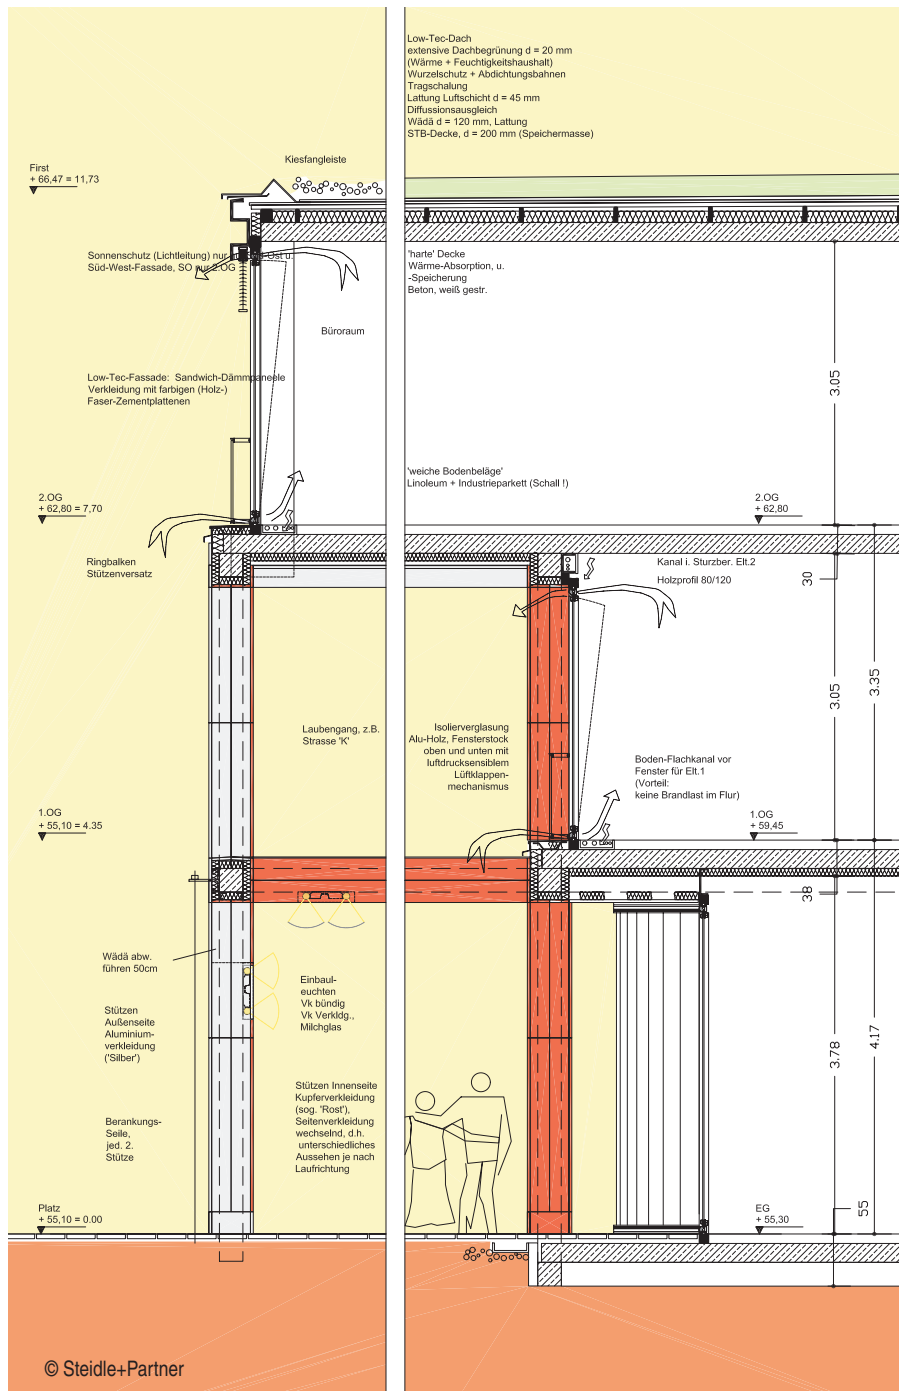 Low-Tec-Dach
extensive Dachbegrünung d = 20 mm
(Wärme + Feuchtigkeitshaushalt)
Wurzelschutz + Abdichtungsbahnen
Tragschalung
Lattung Luftschicht d = 45 mm
Diffussionsausgleich
Wädä d = 120 mm, Lattung
STB-Decke, d = 200 mm (Speichermasse)
Kiesfangleiste
First
+ 66,47 = 11,73
Sonnenschutz (Lichtleitung) nur Süd-Ost u.
Süd-West-Fassade, SO nur 2.OG
'harte' Decke
Wärme-Absorption, u.
-Speicherung
Beton, weiß gestr.
Büroraum
3.05
Low-Tec-Fassade: Sandwich-Dämmpaneele
Verkleidung mit farbigen (Holz-)
Faser-Zementplattenen
'weiche Bodenbeläge'
Linoleum + Industrieparkett (Schall !)
2.OG
+ 62,80 = 7,70
2.OG
+ 62,80
Ringbalken
Stützenversatz
Kanal i. Sturzber. Elt.2
Holzprofil 80/120
30
3.05
3.35
Laubengang, z.B.
Strasse 'K'
Isolierverglasung
Alu-Holz, Fensterstock
oben und unten mit
luftdrucksensiblem
Lüftklappen-
mechanismus
Boden-Flachkanal vor
Fenster für Elt.1
(Vorteil:
keine Brandlast im Flur)
1.OG
+ 55,10 = 4.35
1.OG
+ 59,45
38
Wädä abw.
führen 50cm
Einbaul-
euchten
Vk bündig
Vk Verkldg.,
Milchglas
Stützen
Außenseite
Aluminium-
verkleidung
('Silber')
3.78
4.17
Stützen Innenseite
Kupferverkleidung
(sog. 'Rost'),
Seitenverkleidung
wechselnd, d.h.
unterschiedliches
Aussehen je nach
Laufrichtung
Berankungs-
Seile,
jed. 2.
Stütze
Platz
+ 55,10 = 0.00
EG
+ 55,30
55
© Steidle+Partner